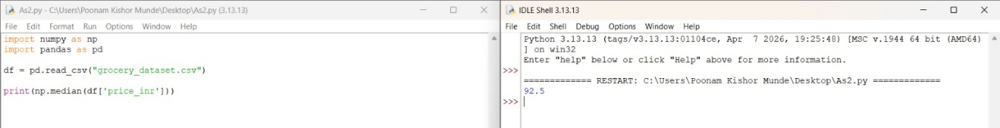 As2.py - C:\Users\Poonam Kishor Munde\Desktop\As2.py (3.13.13)
File Edit Format Run Options Window Help
import numpy as np
import pandas as pd
df = pd.read_csv("grocery_dataset.csv")
print(np.median(df['price_inr']))
IDLE Shell 3.13.13
File Edit Shell Debug Options Window Help
Python 3.13.13 (tags/v3.13.13:01104ce, Apr 7 2026, 19:25:48) [MSC v.1944 64 bit (AMD64)
] on win32
Enter "help" below or click "Help" above for more information.
>>>
============= RESTART: C:\Users\Poonam Kishor Munde\Desktop\As2.py =============
92.5
>>>